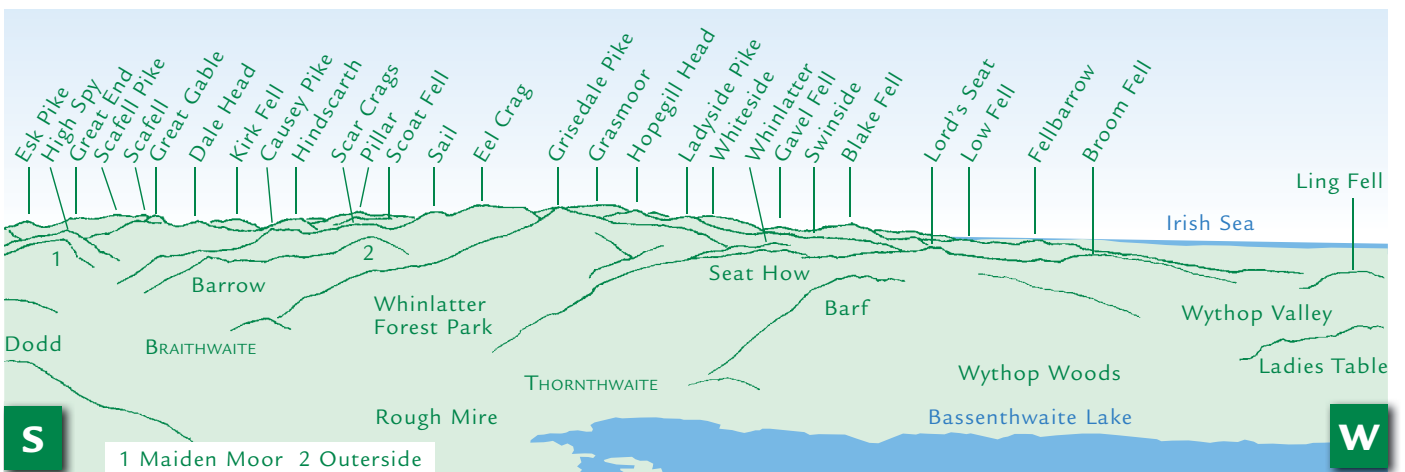 Esk Pike
High Spy
Great End
Scafell Pike
Scafell
Great Gable
Dale Head
Kirk Fell
Causey Pike
Hindscarth
Scar Crags
Pillar
Scoat Fell
Sail
Eel Crag
Grisedale Pike
Grasmoor
Hopegill Head
Ladyside Pike
Whiteside
Whinlatter
Gavel Fell
Swinside
Blake Fell
Lord's Seat
Low Fell
Fellbarrow
Broom Fell
Ling Fell
Irish Sea
1
2
Barrow
Seat How
Whinlatter
Forest Park
Barf
Wythop Valley
Dodd
BRAITHWAITE
Ladies Table
THORNTHWAITE
Wythop Woods
Rough Mire
Bassenthwaite Lake
S
W
1 Maiden Moor 2 Outerside